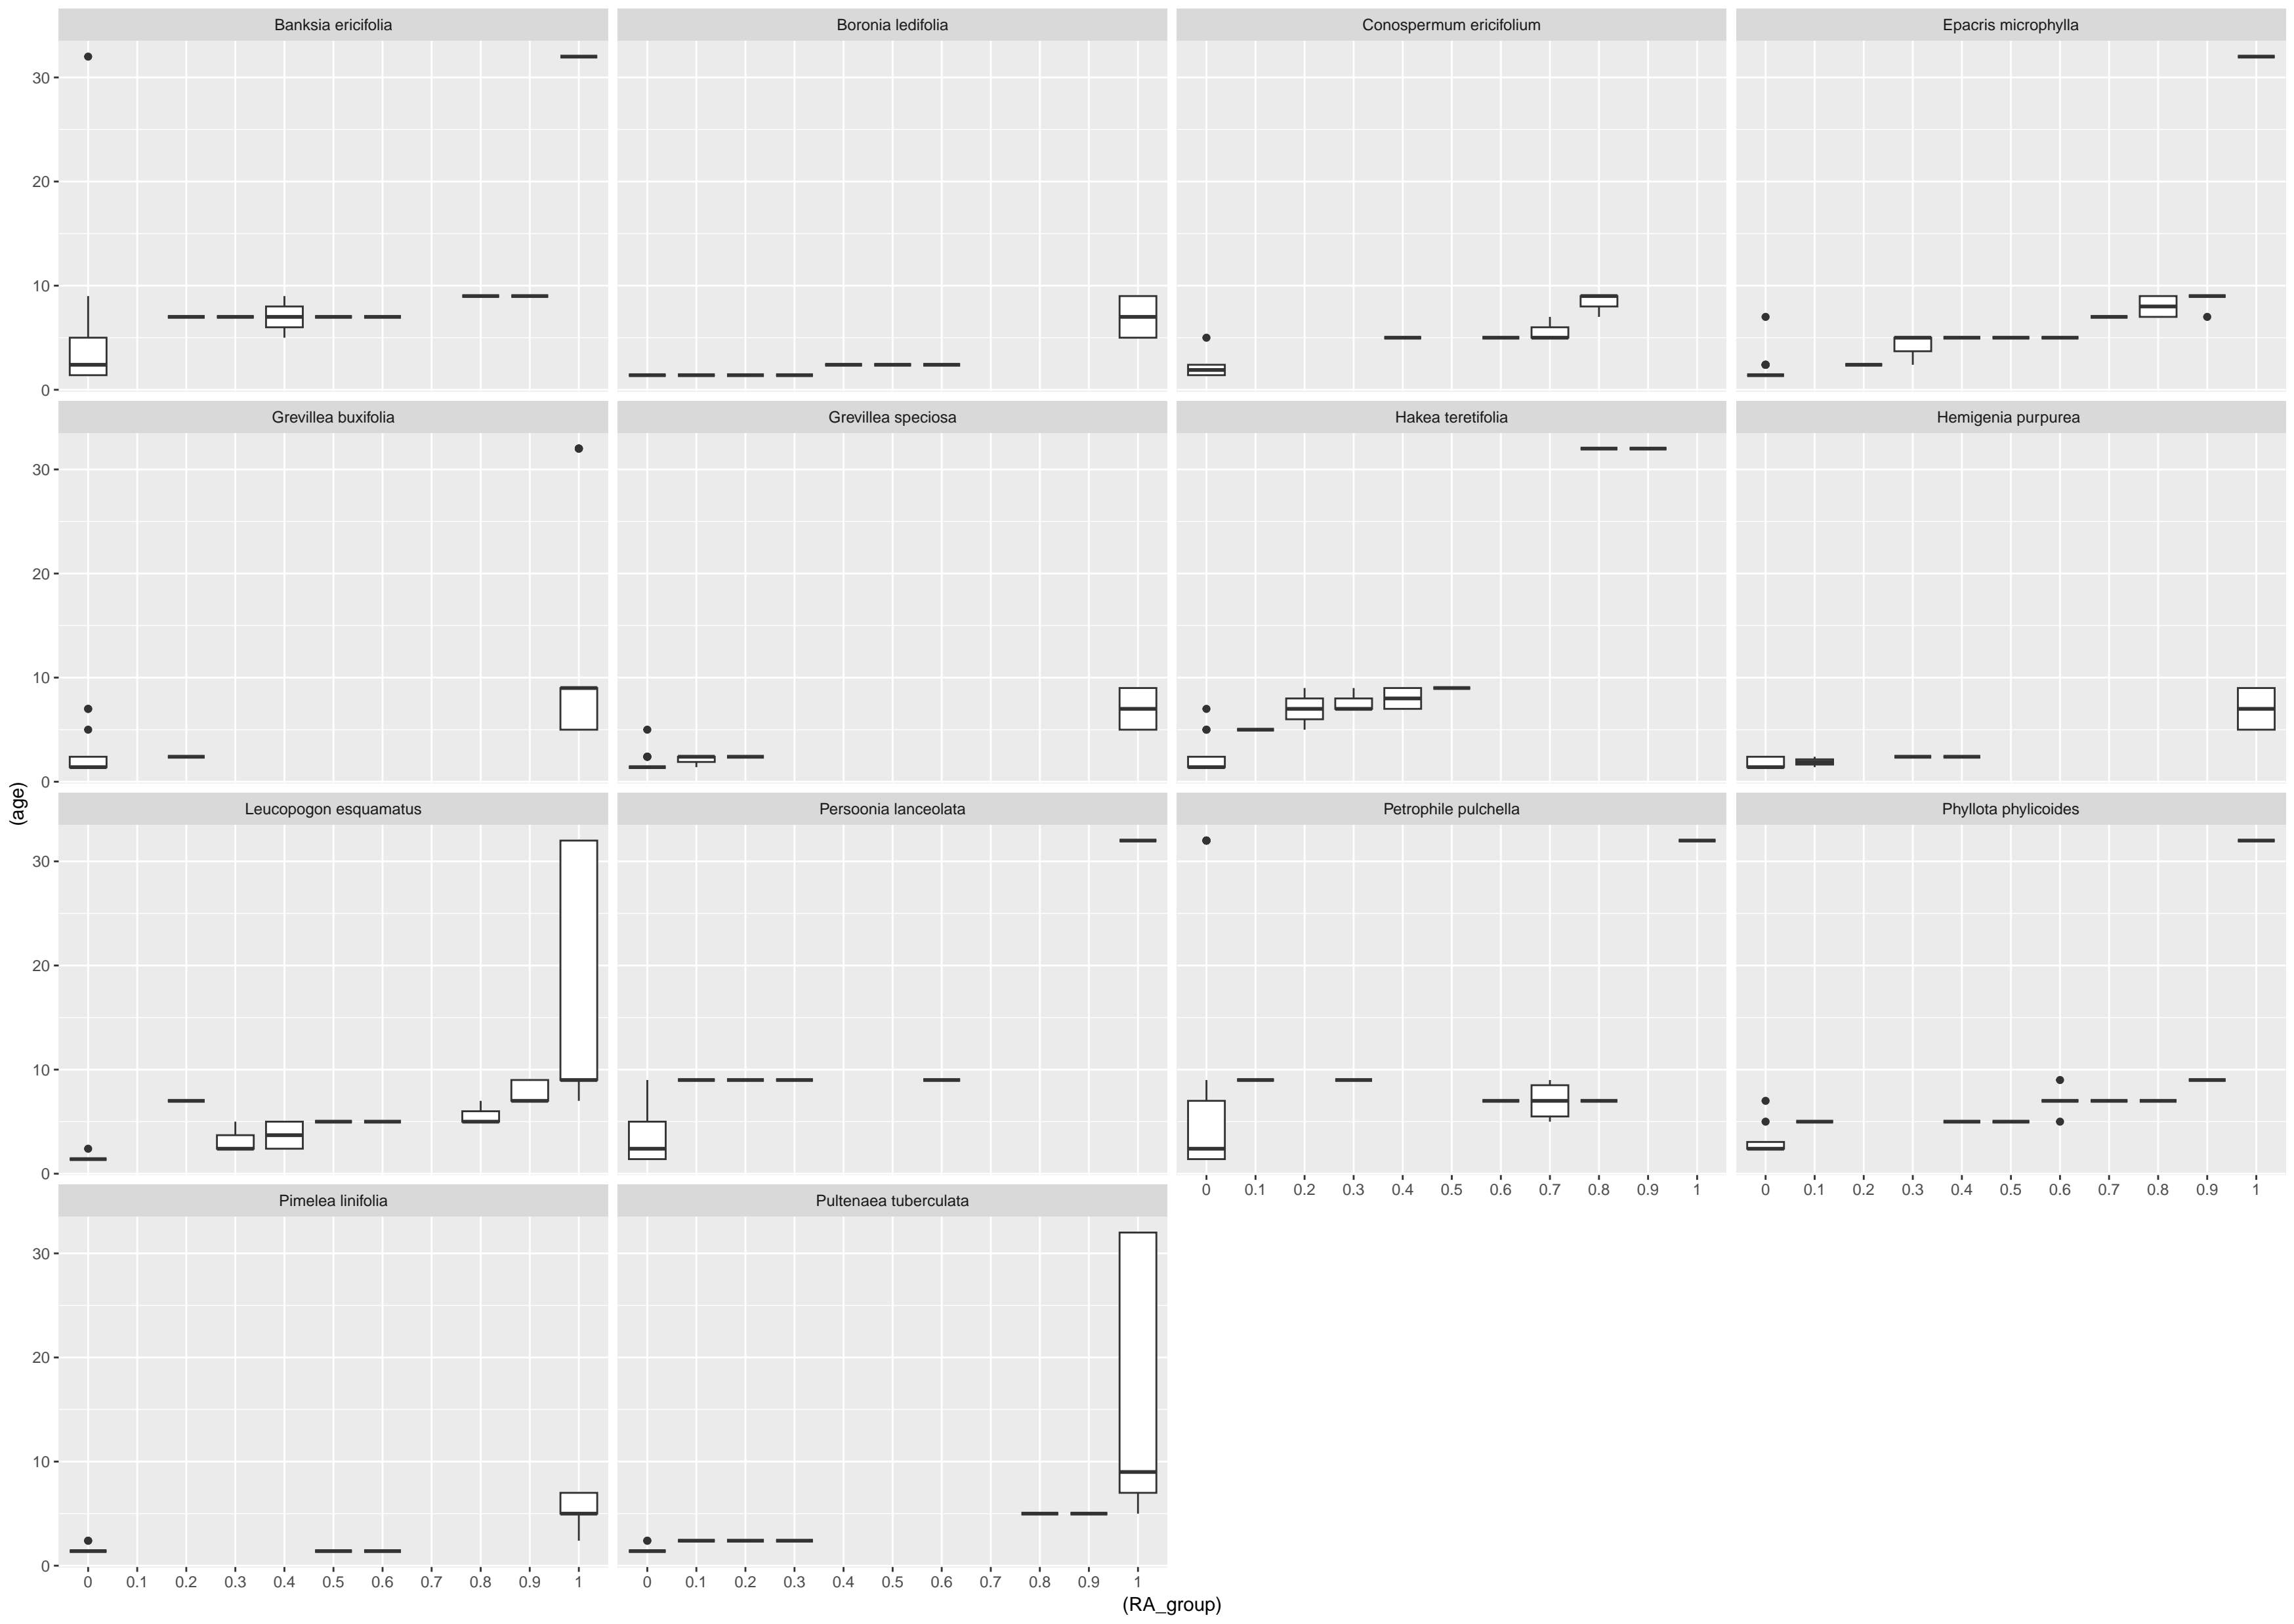 Banksia ericifolia Boronia ledifolia Conospermum ericifolium Epacris microphylla
30
20
10
0
Grevillea buxifolia Grevillea speciosa Hakea teretifolia Hemigenia purpurea
30
20
10
0
(age)
Leucopogon esquamatus Persoonia lanceolata Petrophile pulchella Phyllota phylicoides
30
20
10
0
0 0.1 0.2 0.3 0.4 0.5 0.6 0.7 0.8 0.9 1 0 0.1 0.2 0.3 0.4 0.5 0.6 0.7 0.8 0.9 1
Pimelea linifolia Pultenaea tuberculata
30
20
10
0
0 0.1 0.2 0.3 0.4 0.5 0.6 0.7 0.8 0.9 1 0 0.1 0.2 0.3 0.4 0.5 0.6 0.7 0.8 0.9 1
(RA_group)